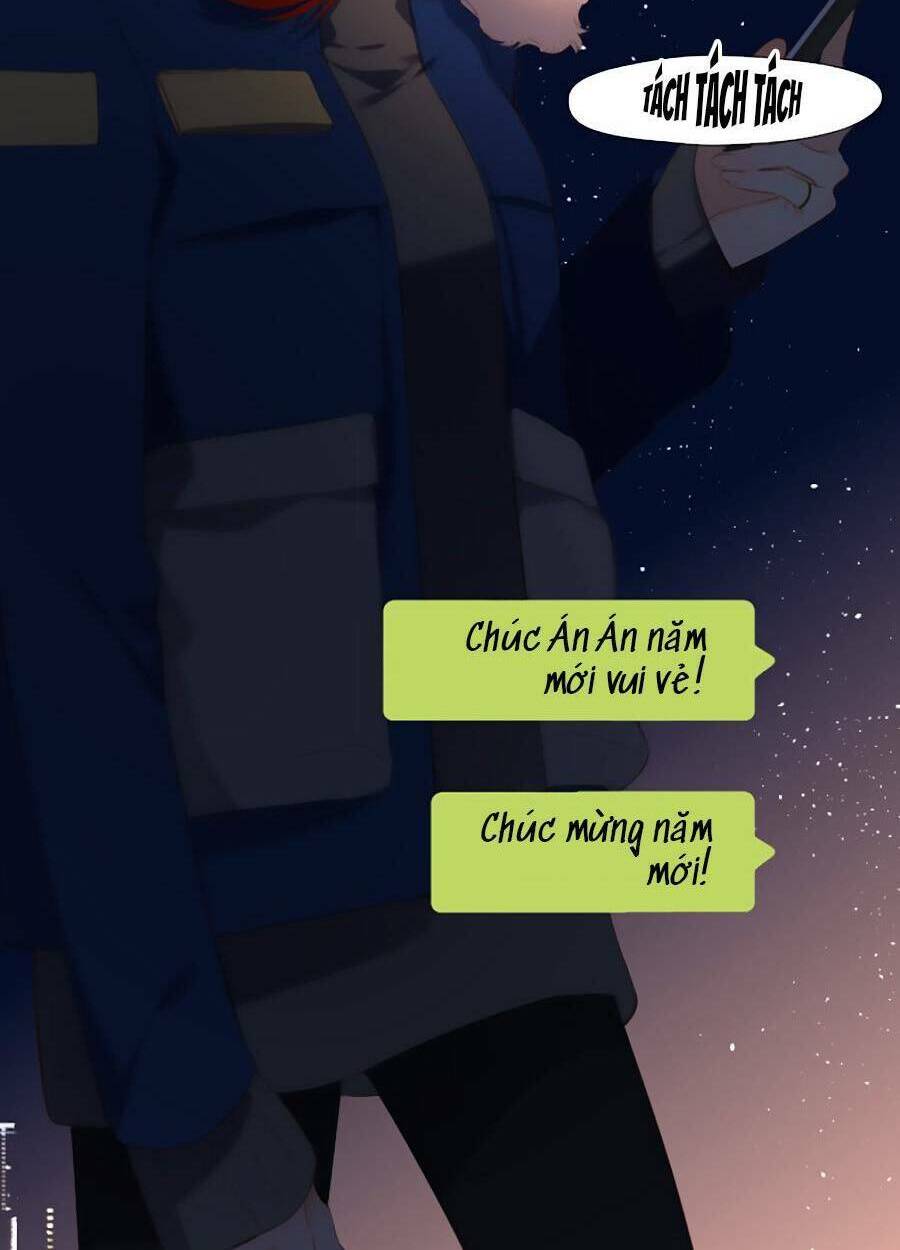 TÁCH TÁCH TÁCH
Chúc Án Án năm
mới vui vẻ!
Chúc mừng năm
mới!